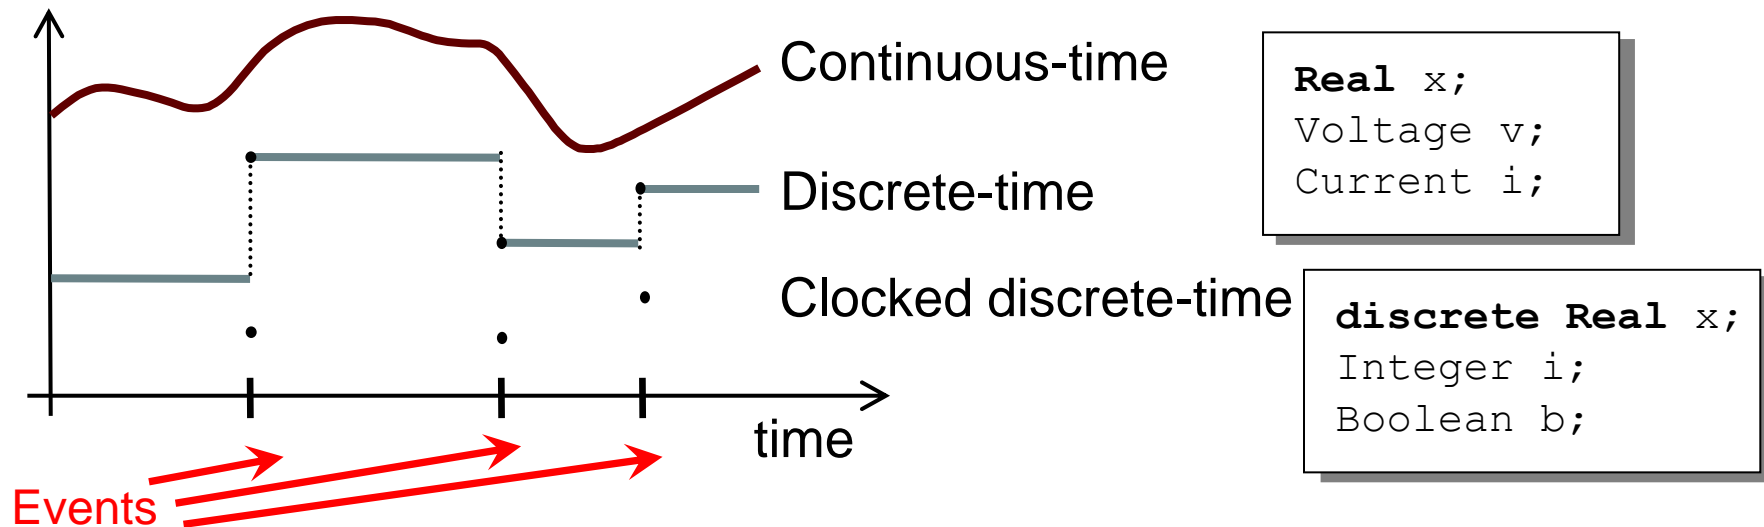 Continuous-time
Discrete-time
Clocked discrete-time
time
Events
Real x;
Voltage v;
Current i;
discrete Real x;
Integer i;
Boolean b;